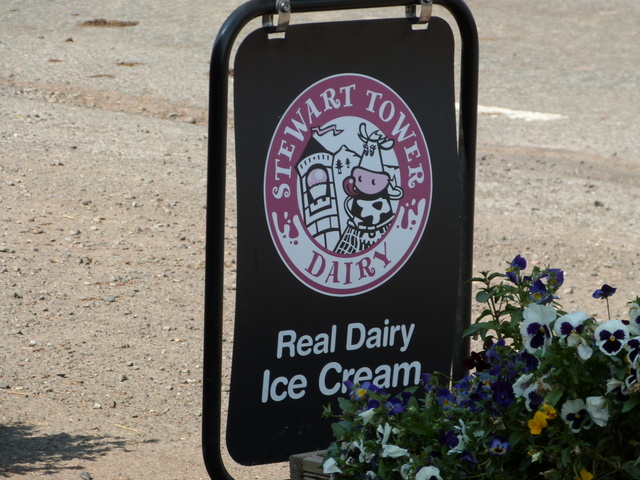 STEWART TOWER
DAIRY
Real Dairy
Ice Cream